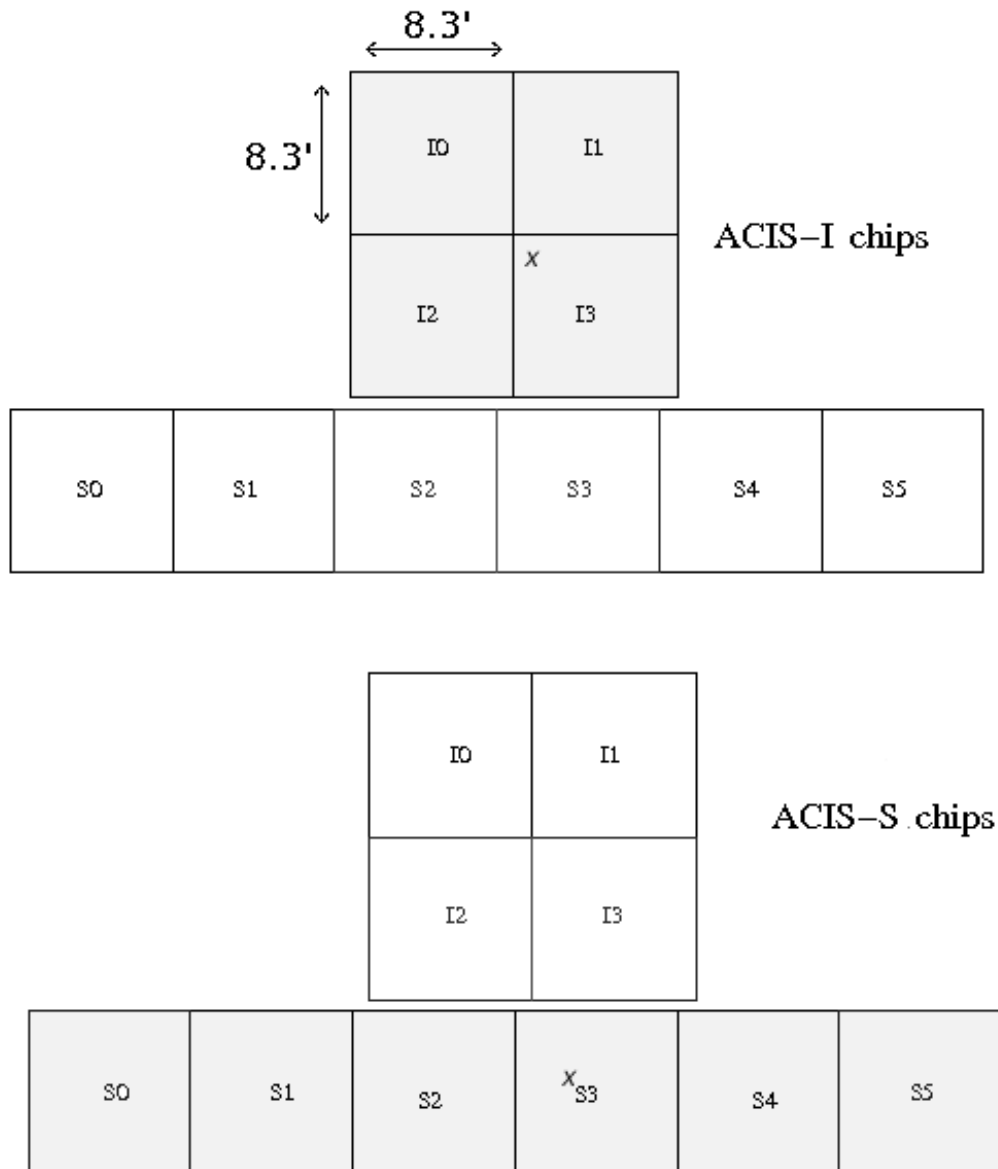 8.3'
8.3'
I0 I1
ACIS–I chips
x
I2 I3
S0 S1 S2 S3 S4 S5
I0 I1
ACIS–S chips
I2 I3
x
S0 S1 S2 S3 S4 S5